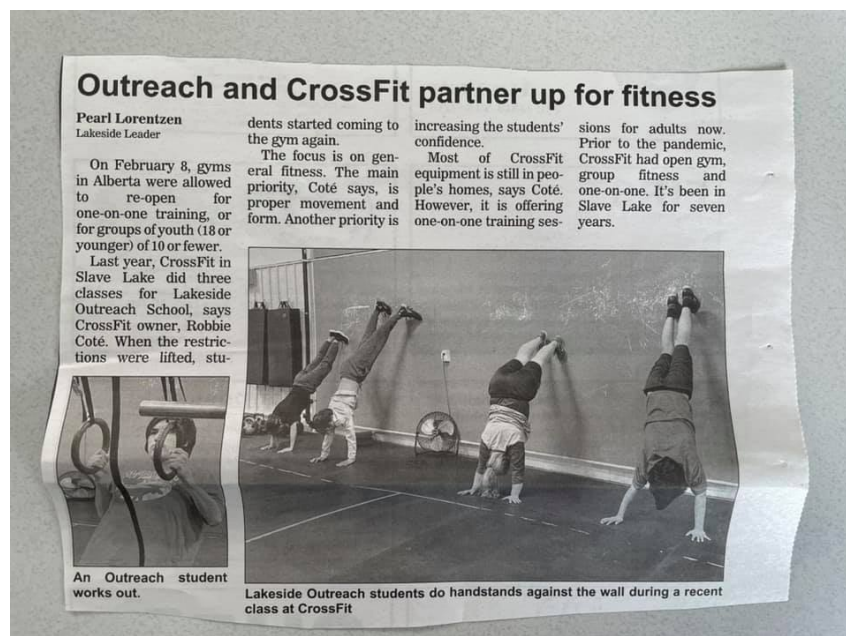 Outreach and CrossFit partner up for fitness
Pearl Lorentzen
Lakeside Leader
On February 8, gyms
in Alberta were allowed
to re-open for
one-on-one training, or
for groups of youth (18 or
younger) of 10 or fewer.
Last year, CrossFit in
Slave Lake did three
classes for Lakeside
Outreach School, says
CrossFit owner, Robbie
Coté. When the restric-
tions were lifted, stu-
dents started coming to
the gym again.
The focus is on gen-
eral fitness. The main
priority, Coté says, is
proper movement and
form. Another priority is
increasing the students'
confidence.
Most of CrossFit
equipment is still in peo-
ple's homes, says Coté.
However, it is offering
one-on-one training ses-
sions for adults now.
Prior to the pandemic,
CrossFit had open gym,
group fitness and
one-on-one. It's been in
Slave Lake for seven
years.
An Outreach student
works out.
Lakeside Outreach students do handstands against the wall during a recent
class at CrossFit